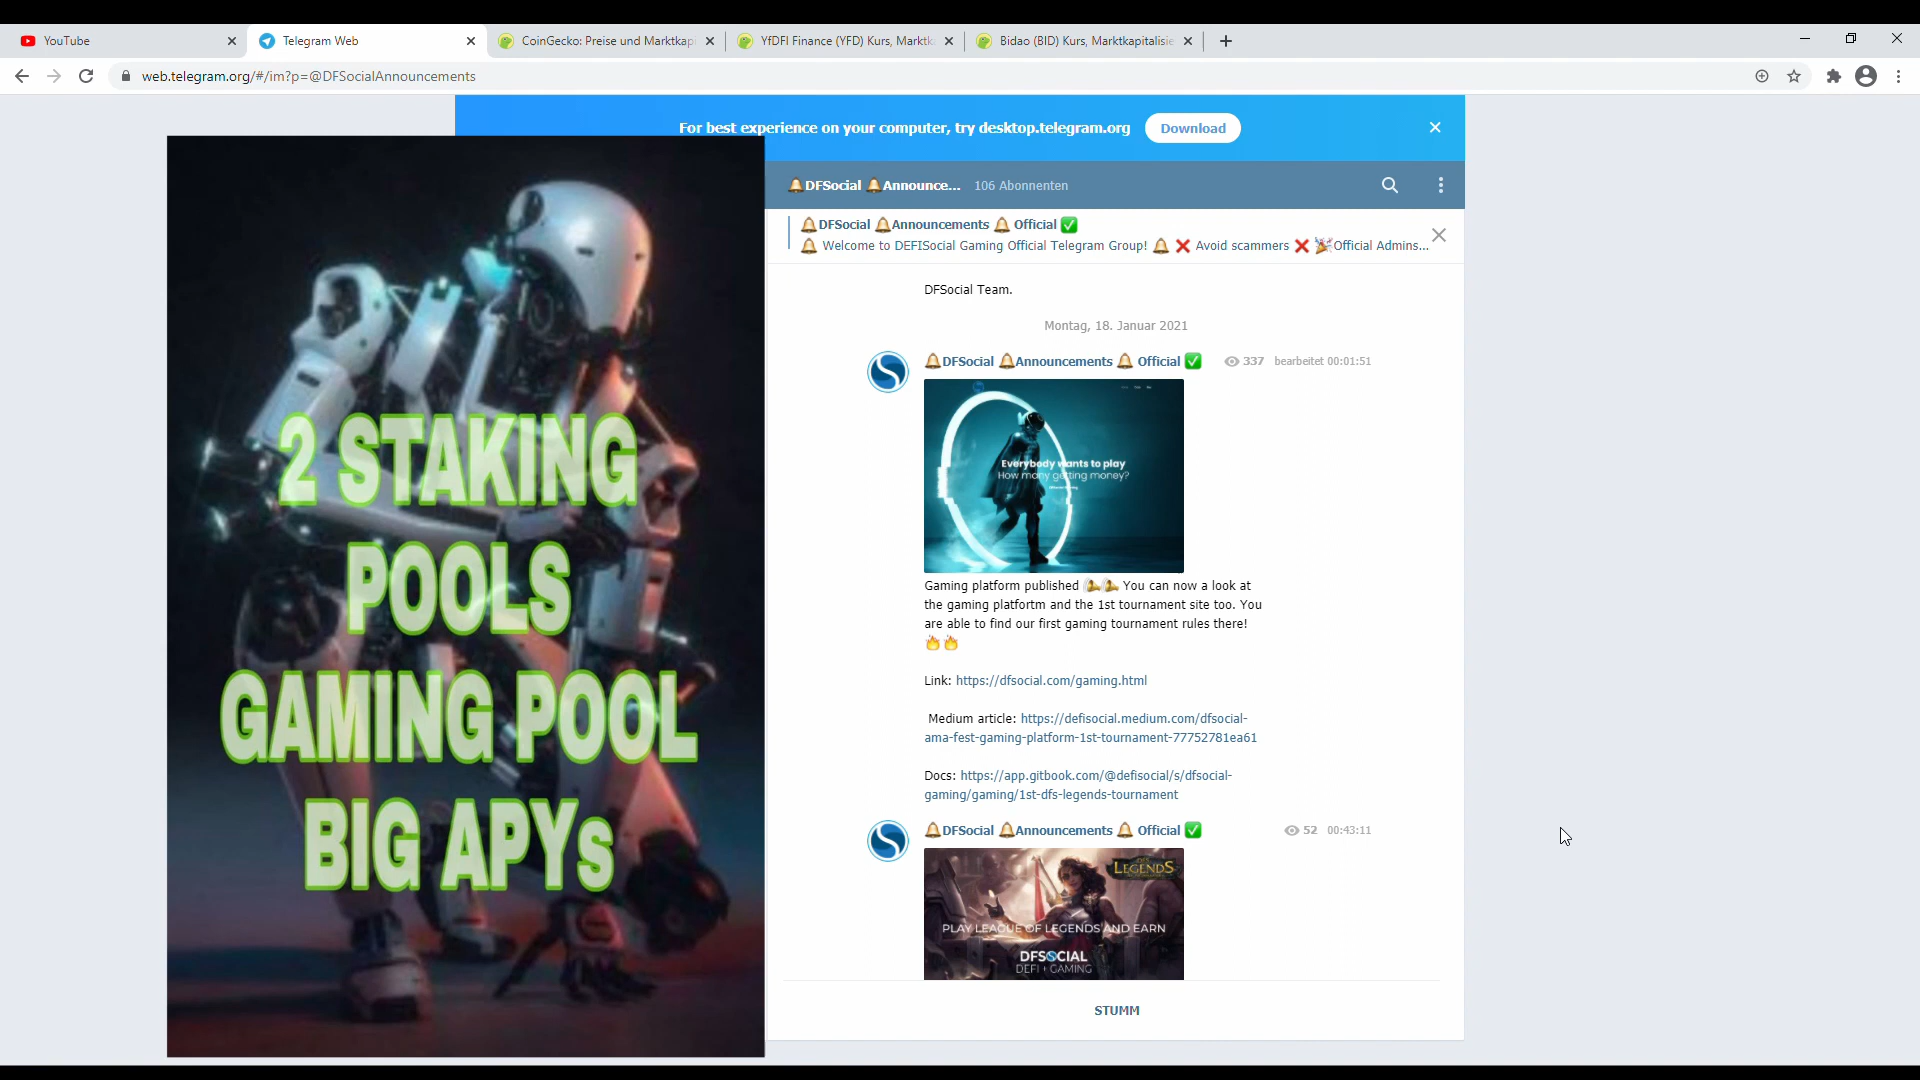 YouTube
Telegram Web
CoinGecko: Preise und Marktkap
YfDFI Finance (YFD) Kurs, Markt
Bidao (BID) Kurs, Marktkapitalisie
web.telegram.org/#/im?p=@DFSocialAnnouncements
For best experience on your computer, try desktop.telegram.org
Download
🔔DFSocial 🔔Announce... 106 Abonnenten
🔔DFSocial 🔔Announcements 🔔 Official ✅
🔔 Welcome to DEFISocial Gaming Official Telegram Group! 🔔 ❌ Avoid scammers ❌ 🎉Official Admins...
DFSocial Team.
Montag, 18. Januar 2021
🔔DFSocial 🔔Announcements 🔔 Official ✅ 337 bearbeitet 00:01:51
Everybody wants to play
How many getting money?
Gaming platform published You can now a look at
the gaming platfortm and the 1st tournament site too. You
are able to find our first gaming tournament rules there!
🔥🔥
Link: https://dfsocial.com/gaming.html
Medium article: https://defisocial.medium.com/dfsocial-
ama-fest-gaming-platform-1st-tournament-77752781ea61
Docs: https://app.gitbook.com/@defisocial/s/dfsocial-
gaming/gaming/1st-dfs-legends-tournament
🔔DFSocial 🔔Announcements 🔔 Official ✅ 52 00:43:11
LEGENDS
PLAY LEAGUE OF LEGENDS AND EARN
DFSOCIAL
DEFI + GAMING
STUMM
2 STAKING
POOLS
GAMING POOL
BIG APYs